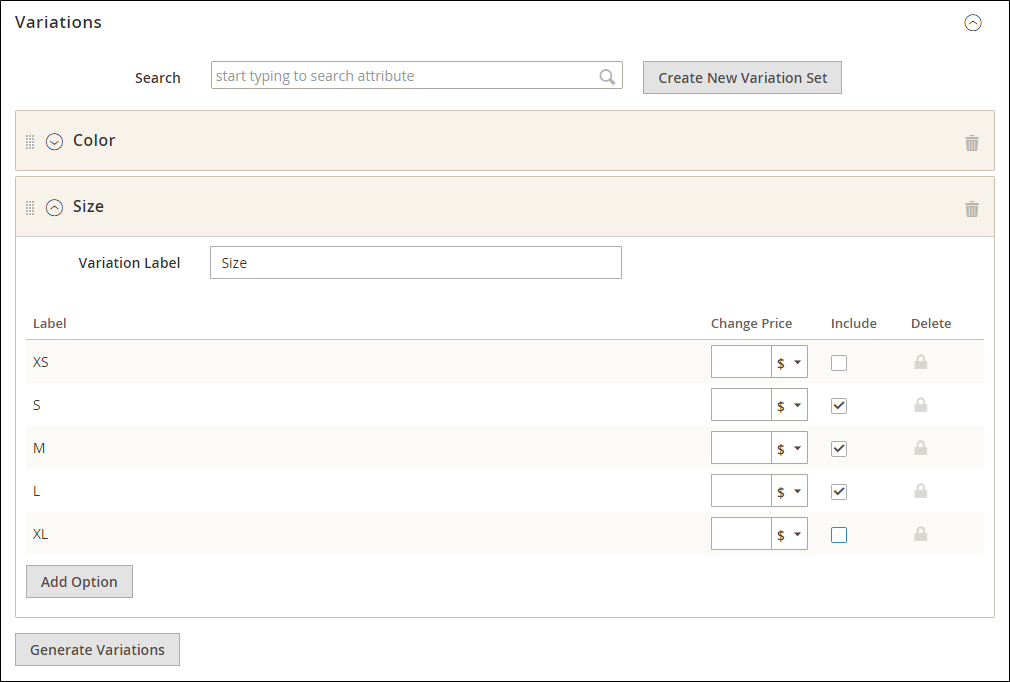 Variations
Search start typing to search attribute Create New Variation Set
Color
Size
Variation Label Size
Label Change Price Include Delete
XS $
S $
M $
L $
XL $
Add Option
Generate Variations